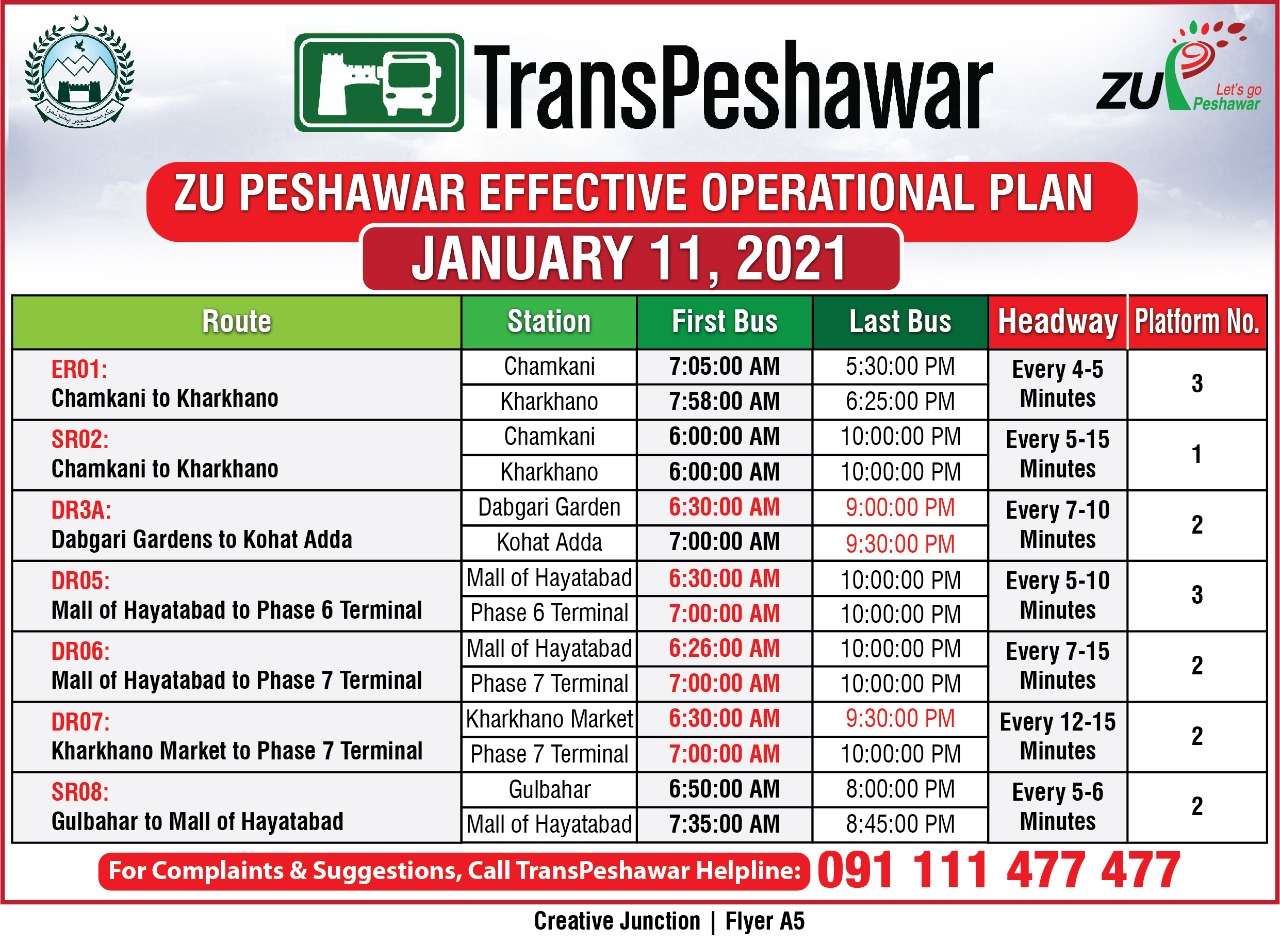 TransPeshawar
ZU
Let's go
Peshawar
ZU PESHAWAR EFFECTIVE OPERATIONAL PLAN
JANUARY 11, 2021
Route Station First Bus Last Bus Headway Platform No.
ER01:
Chamkani to Kharkhano
Chamkani 7:05:00 AM 5:30:00 PM
Kharkhano 7:58:00 AM 6:25:00 PM
Every 4-5
Minutes
3
SR02:
Chamkani to Kharkhano
Chamkani 6:00:00 AM 10:00:00 PM
Kharkhano 6:00:00 AM 10:00:00 PM
Every 5-15
Minutes
1
DR3A:
Dabgari Gardens to Kohat Adda
Dabgari Garden 6:30:00 AM 9:00:00 PM
Kohat Adda 7:00:00 AM 9:30:00 PM
Every 7-10
Minutes
2
DR05:
Mall of Hayatabad to Phase 6 Terminal
Mall of Hayatabad 6:30:00 AM 10:00:00 PM
Phase 6 Terminal 7:00:00 AM 10:00:00 PM
Every 5-10
Minutes
3
DR06:
Mall of Hayatabad to Phase 7 Terminal
Mall of Hayatabad 6:26:00 AM 10:00:00 PM
Phase 7 Terminal 7:00:00 AM 10:00:00 PM
Every 7-15
Minutes
2
DR07:
Kharkhano Market to Phase 7 Terminal
Kharkhano Market 6:30:00 AM 9:30:00 PM
Phase 7 Terminal 7:00:00 AM 10:00:00 PM
Every 12-15
Minutes
2
SR08:
Gulbahar to Mall of Hayatabad
Gulbahar 6:50:00 AM 8:00:00 PM
Mall of Hayatabad 7:35:00 AM 8:45:00 PM
Every 5-6
Minutes
2
For Complaints & Suggestions, Call TransPeshawar Helpline: 091 111 477 477
Creative Junction | Flyer A5